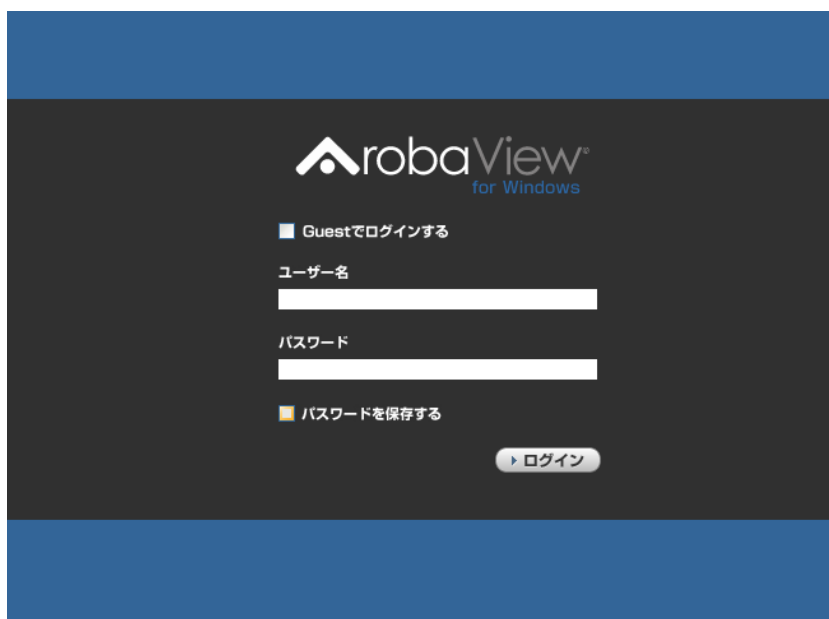 ArobaView©
for Windows
Guestでログインする
ユーザー名
パスワード
パスワードを保存する
ログイン